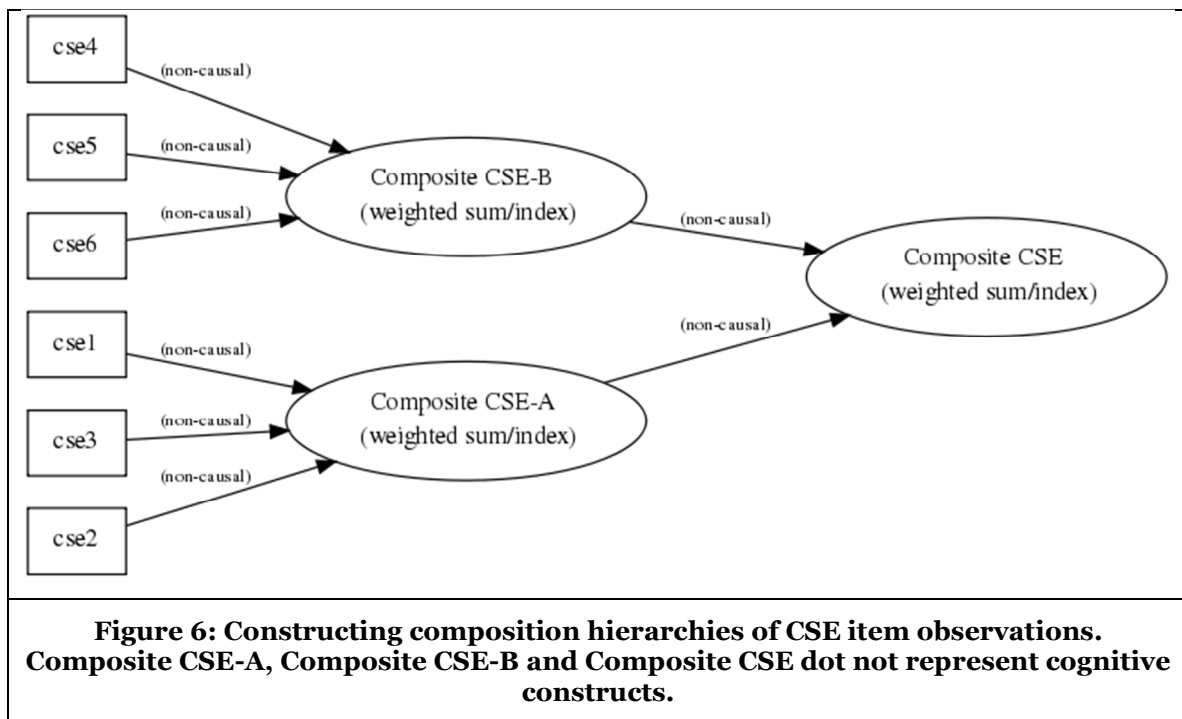 cse4
(non-causal)
cse5
(non-causal)
Composite CSE-B
(weighted sum/index)
cse6
(non-causal)
(non-causal)
Composite CSE
(weighted sum/index)
cse1
(non-causal)
(non-causal)
Composite CSE-A
(weighted sum/index)
cse3
(non-causal)
cse2
(non-causal)
Figure 6: Constructing composition hierarchies of CSE item observations.
Composite CSE-A, Composite CSE-B and Composite CSE dot not represent cognitive
constructs.